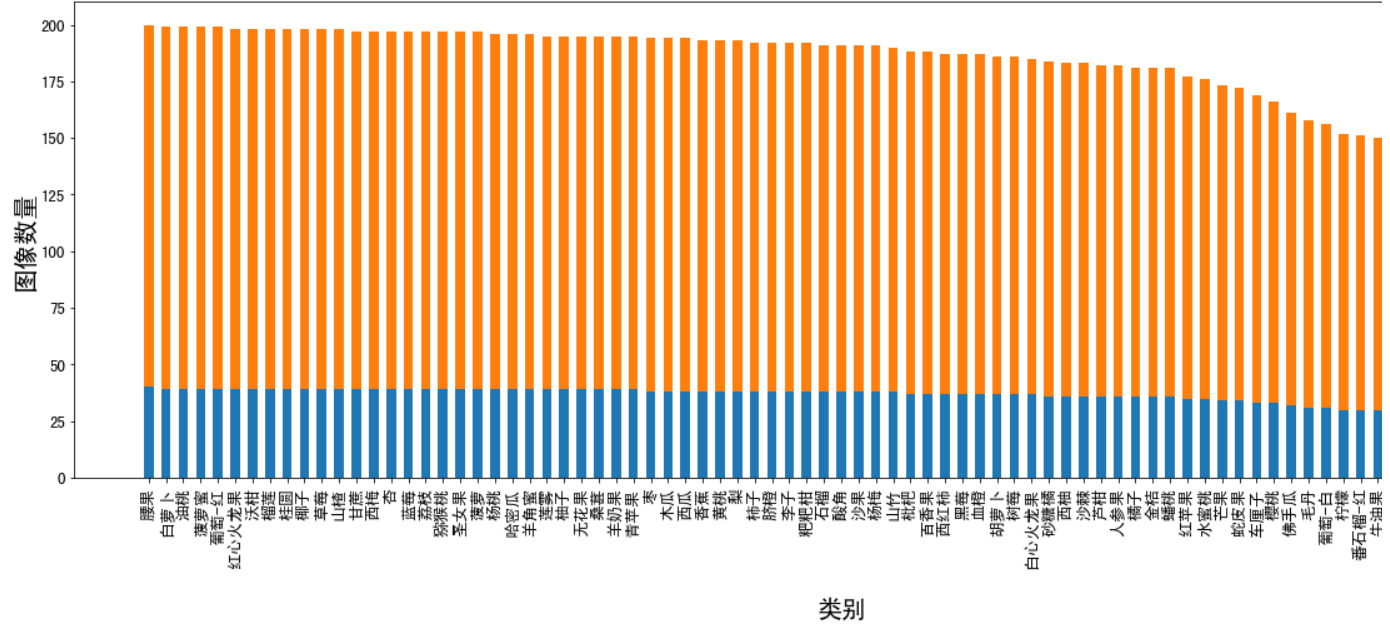 200
175
150
125
100
75
50
25
0
图像数量
腰果
白萝卜
油桃
菠萝蜜
葡萄-红
红心火龙果
沃柑
榴莲
桂圆
椰子
草莓
山楂
甘蔗
西梅
杏
蓝莓
荔枝
猕猴桃
圣女果
菠萝
杨桃
哈密瓜
羊角蜜
莲雾
柚子
无花果
桑葚
羊奶果
青苹果
枣
木瓜
西瓜
香蕉
黄桃
梨
柿子
脐橙
李子
粑粑柑
石榴
酸角
沙果
杨梅
山竹
枇杷
百香果
西红柿
黑莓
血橙
胡萝卜
树莓
白心火龙果
砂糖橘
西柚
沙棘
芦柑
人参果
橘子
金桔
蟠桃
红苹果
水蜜桃
芒果
蛇皮果
车厘子
樱桃
佛手瓜
毛丹
葡萄-白
柠檬
番石榴-红
牛油果
类别